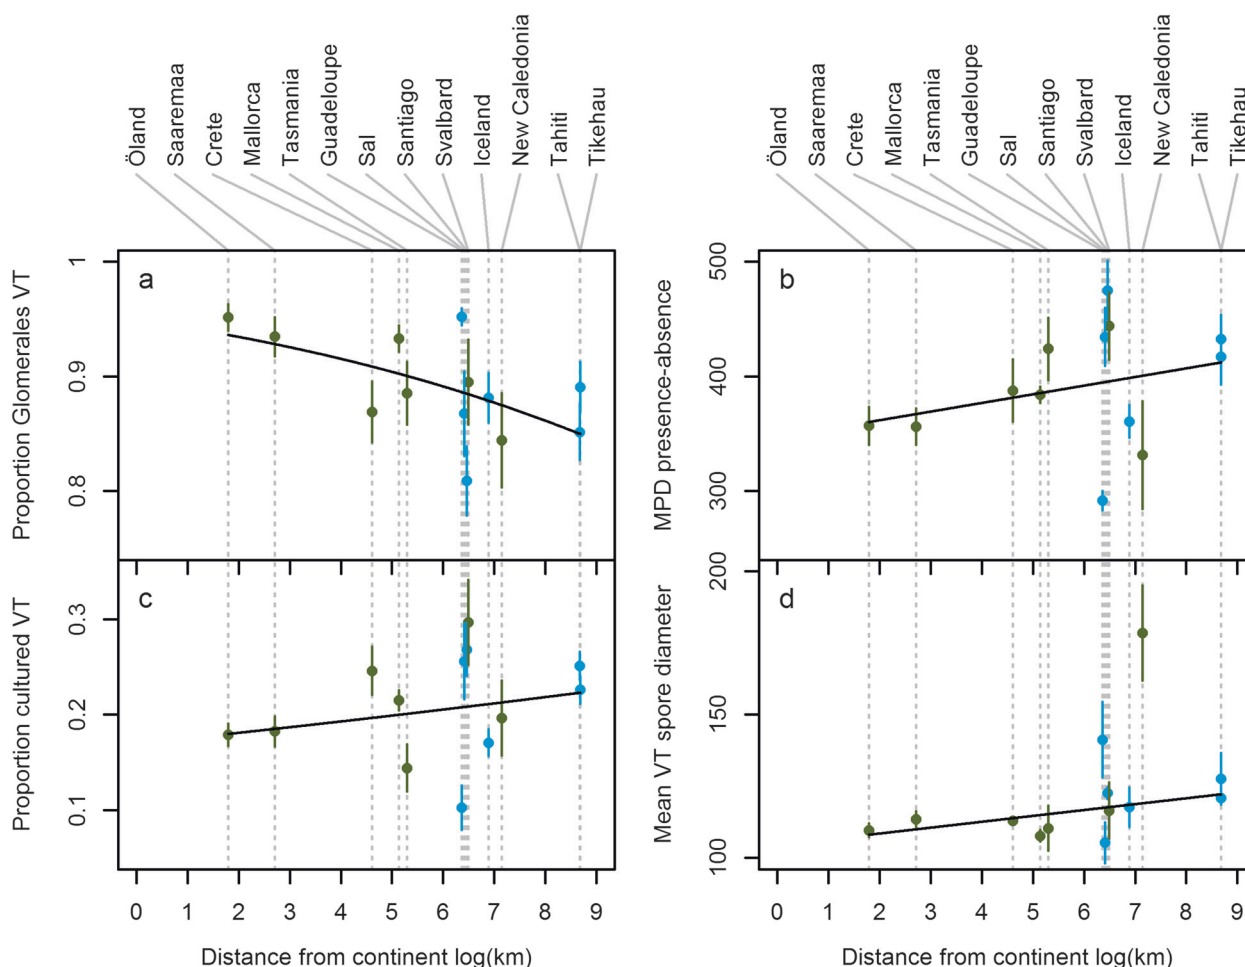 Öland
Saaremaa
Crete
Mallorca
Tasmania
Guadeloupe
Sal
Santiago
Svalbard
Iceland
New Caledonia
Tahiti
Tikehau
Öland
Saaremaa
Crete
Mallorca
Tasmania
Guadeloupe
Sal
Santiago
Svalbard
Iceland
New Caledonia
Tahiti
Tikehau
a
Proportion Glomerales VT
1
0.9
0.8
b
MPD presence-absence
500
400
300
c
Proportion cultured VT
0.3
0.2
0.1
0 1 2 3 4 5 6 7 8 9
Distance from continent log(km)
d
Mean VT spore diameter
200
150
100
0 1 2 3 4 5 6 7 8 9
Distance from continent log(km)